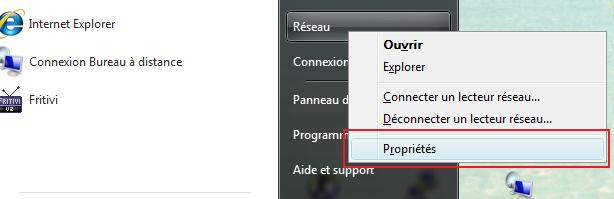 Internet Explorer
Connexion Bureau à distance
FRITIVI
V2
Fritivi
Réseau
Connexion
Panneau d
Programm
Aide et support
Ouvrir
Explorer
Connecter un lecteur réseau...
Déconnecter un lecteur réseau...
Propriétés